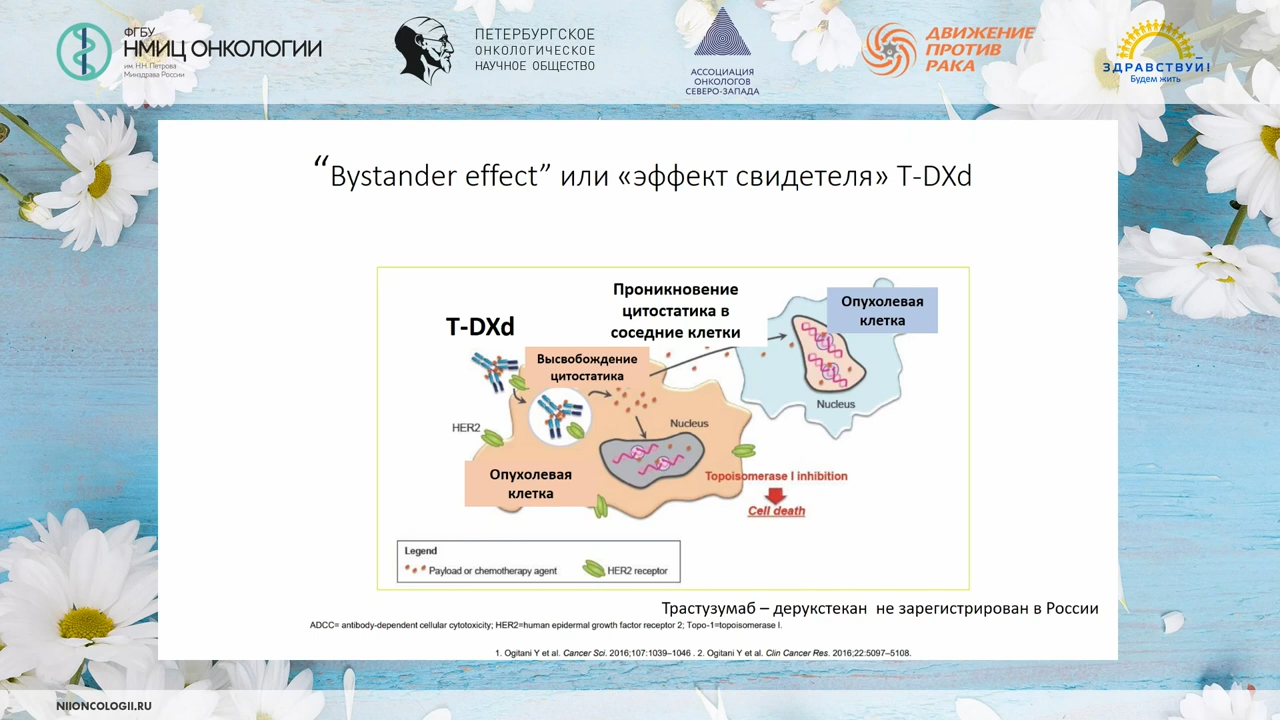 ФГБУ
НМИЦ ОНКОЛОГИИ
им. Н.Н. Петрова
Минздрава России
ПЕТЕРБУРГСКОЕ
ОНКОЛОГИЧЕСКОЕ
НАУЧНОЕ ОБЩЕСТВО
АССОЦИАЦИЯ
ОНКОЛОГОВ
СЕВЕРО-ЗАПАДА
ДВИЖЕНИЕ
ПРОТИВ
РАКА
ЗДРАВСТВУЙ!
Будем жить
“Bystander effect” или «эффект свидетеля» T-DXd
Проникновение
цитостатика в
соседние клетки
Опухолевая
клетка
T-DXd
Высвобождение
цитостатика
Nucleus
HER2
Nucleus
Опухолевая
клетка
Topoisomerase I inhibition
Cell death
Legend
Payload or chemotherapy agent
HER2 receptor
Трастузумаб – дерукстекан  не зарегистрирован в России
ADCC= antibody-dependent cellular cytotoxicity; HER2=human epidermal growth factor receptor 2; Topo-1=topoisomerase I.
1. Ogitani Y et al. Cancer Sci. 2016;107:1039–1046 . 2. Ogitani Y et al. Clin Cancer Res. 2016;22:5097–5108.
NIIONCOLOGII.RU